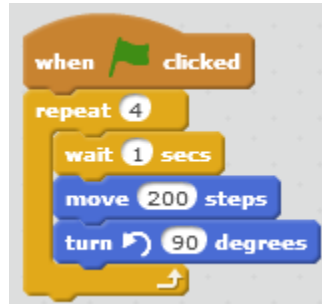 when clicked
repeat 4
wait 1 secs
move 200 steps
turn 90 degrees